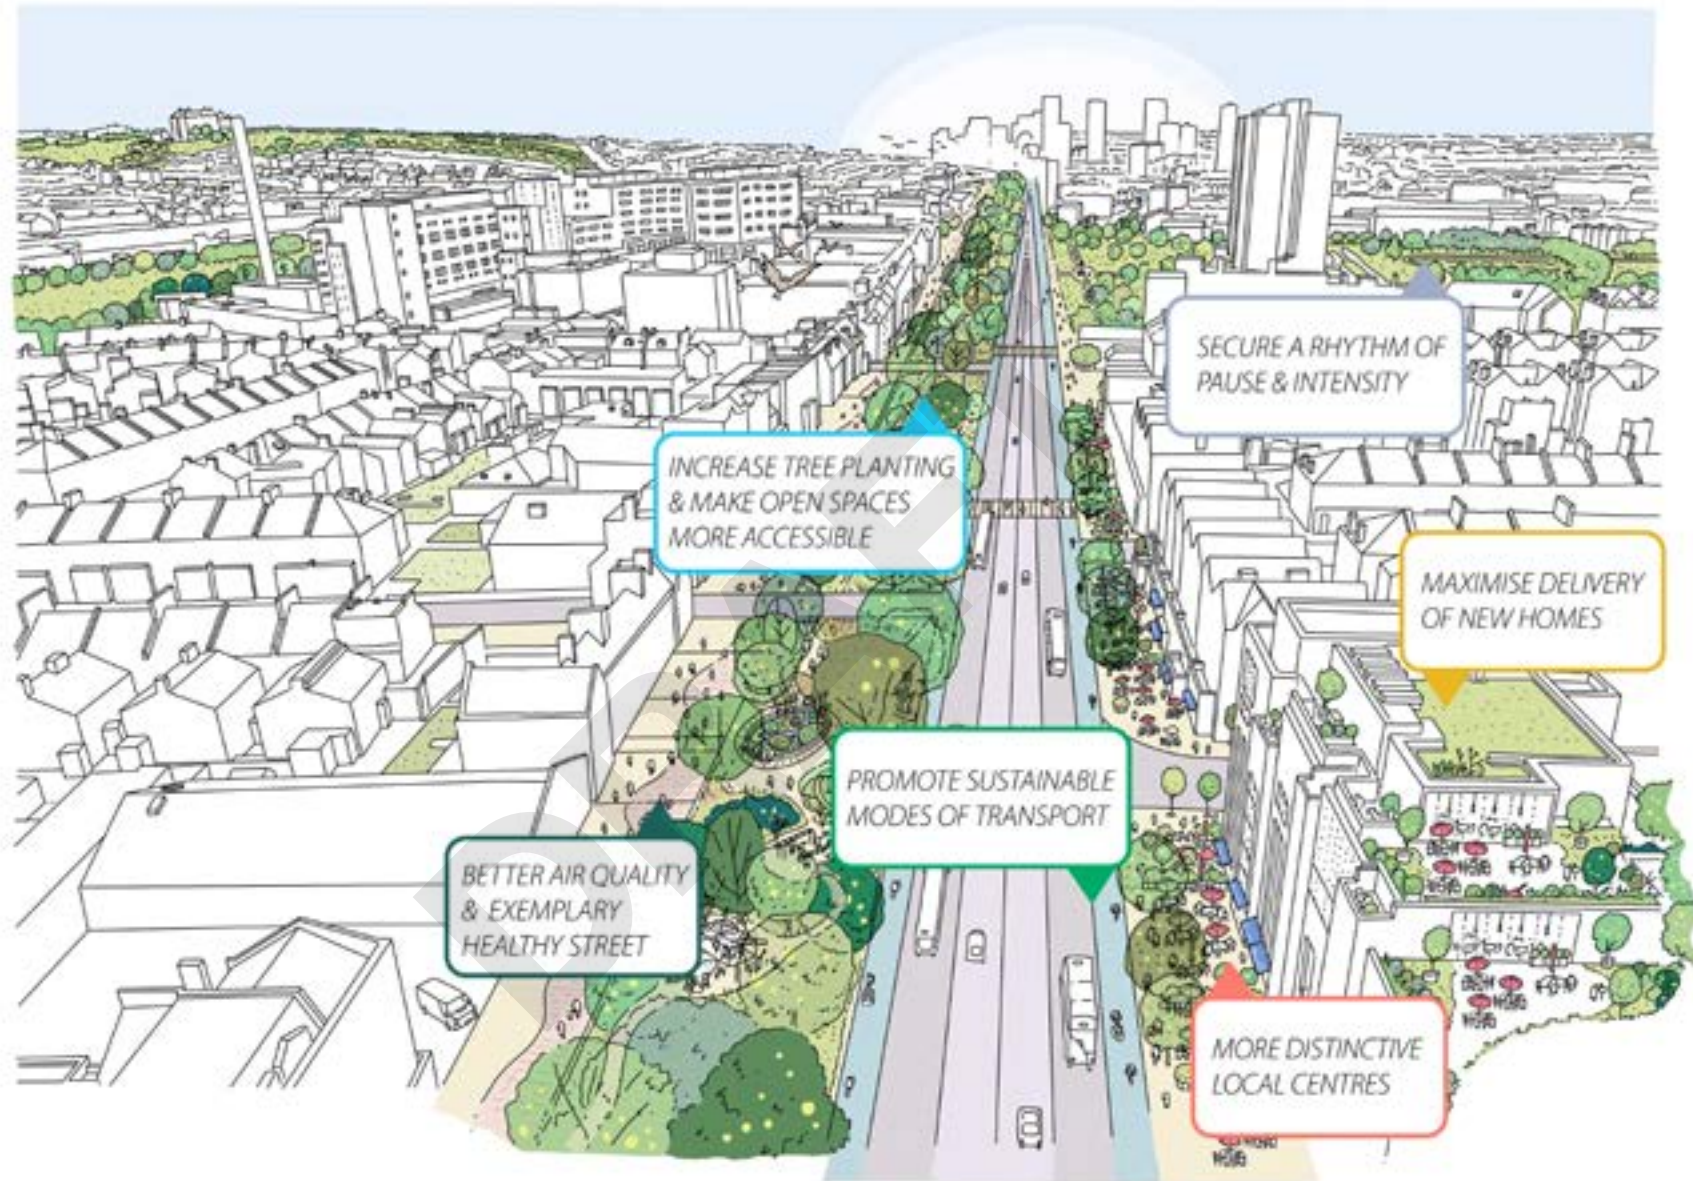 SECURE A RHYTHM OF
PAUSE & INTENSITY
INCREASE TREE PLANTING
& MAKE OPEN SPACES
MORE ACCESSIBLE
MAXIMISE DELIVERY
OF NEW HOMES
PROMOTE SUSTAINABLE
MODES OF TRANSPORT
BETTER AIR QUALITY
& EXEMPLARY
HEALTHY STREET
MORE DISTINCTIVE
LOCAL CENTRES
DRAFT